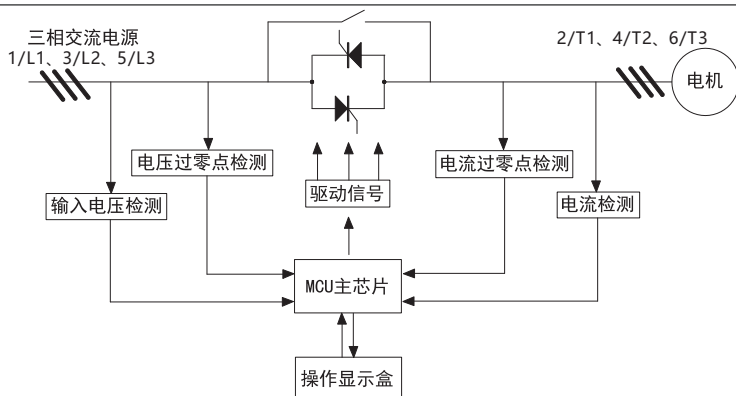 三相交流电源
1/L1、3/L2、5/L3
2/T1、4/T2、6/T3
电机
电压过零点检测
电流过零点检测
输入电压检测
驱动信号
电流检测
MCU主芯片
操作显示盒